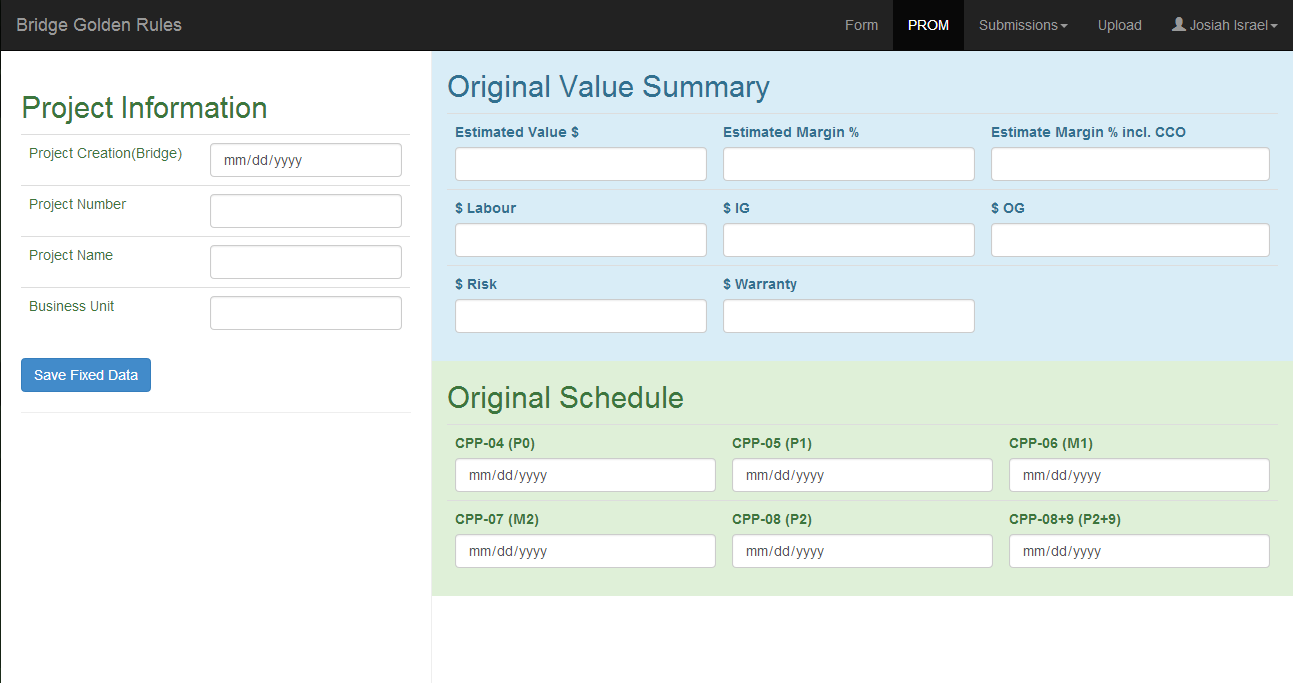 Bridge Golden Rules Form PROM Submissions Upload Josiah Israel
Project Information
Project Creation(Bridge) mm/dd/yyyy
Project Number
Project Name
Business Unit
Save Fixed Data
Original Value Summary
Estimated Value $ Estimated Margin % Estimate Margin % incl. CCO
$ Labour $ IG $ OG
$ Risk $ Warranty
Original Schedule
CPP-04 (P0) CPP-05 (P1) CPP-06 (M1)
mm/dd/yyyy mm/dd/yyyy mm/dd/yyyy
CPP-07 (M2) CPP-08 (P2) CPP-08+9 (P2+9)
mm/dd/yyyy mm/dd/yyyy mm/dd/yyyy